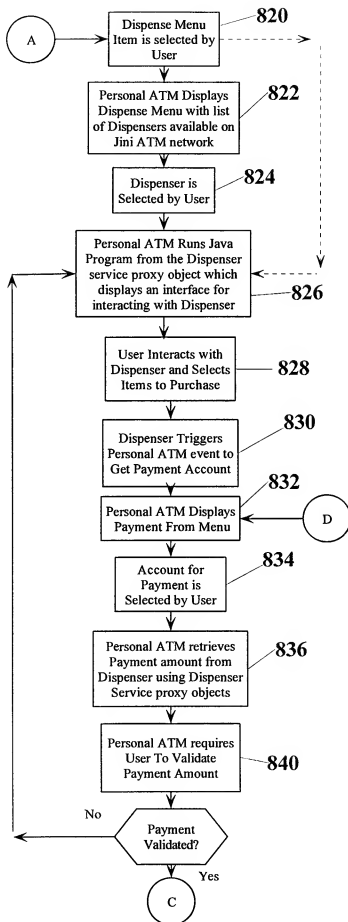 A
Dispense Menu
Item is selected by
User
820
Personal ATM Displays
Dispense Menu with list
of Dispensers available on
Jini ATM network
822
Dispenser is
Selected by User
824
Personal ATM Runs Java
Program from the Dispenser
service proxy object which
displays an interface for
interacting with Dispenser
826
User Interacts with
Dispenser and Selects
Items to Purchase
828
Dispenser Triggers
Personal ATM event to
Get Payment Account
830
Personal ATM Displays
Payment From Menu
832
D
Account for
Payment is
Selected by User
834
Personal ATM retrieves
Payment amount from
Dispenser using Dispenser
Service proxy objects
836
Personal ATM requires
User To Validate
Payment Amount
840
No
Payment
Validated?
Yes
C